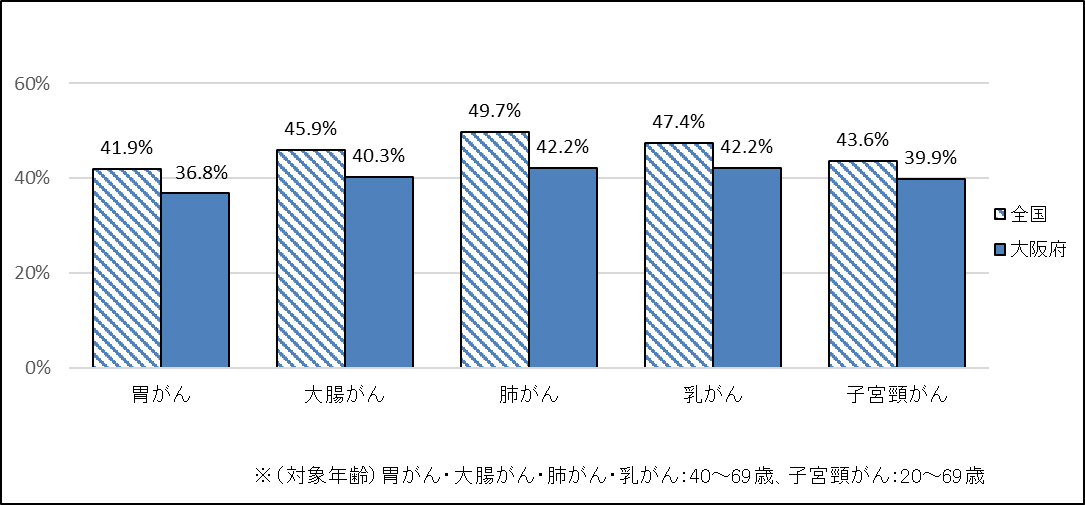 60%
40%
20%
0%
41.9%
36.8%
45.9%
40.3%
49.7%
42.2%
47.4%
42.2%
43.6%
39.9%
全国
大阪府
胃がん
大腸がん
肺がん
乳がん
子宮頸がん
※（対象年齢）胃がん・大腸がん・肺がん・乳がん：40～69歳、子宮頸がん：20～69歳